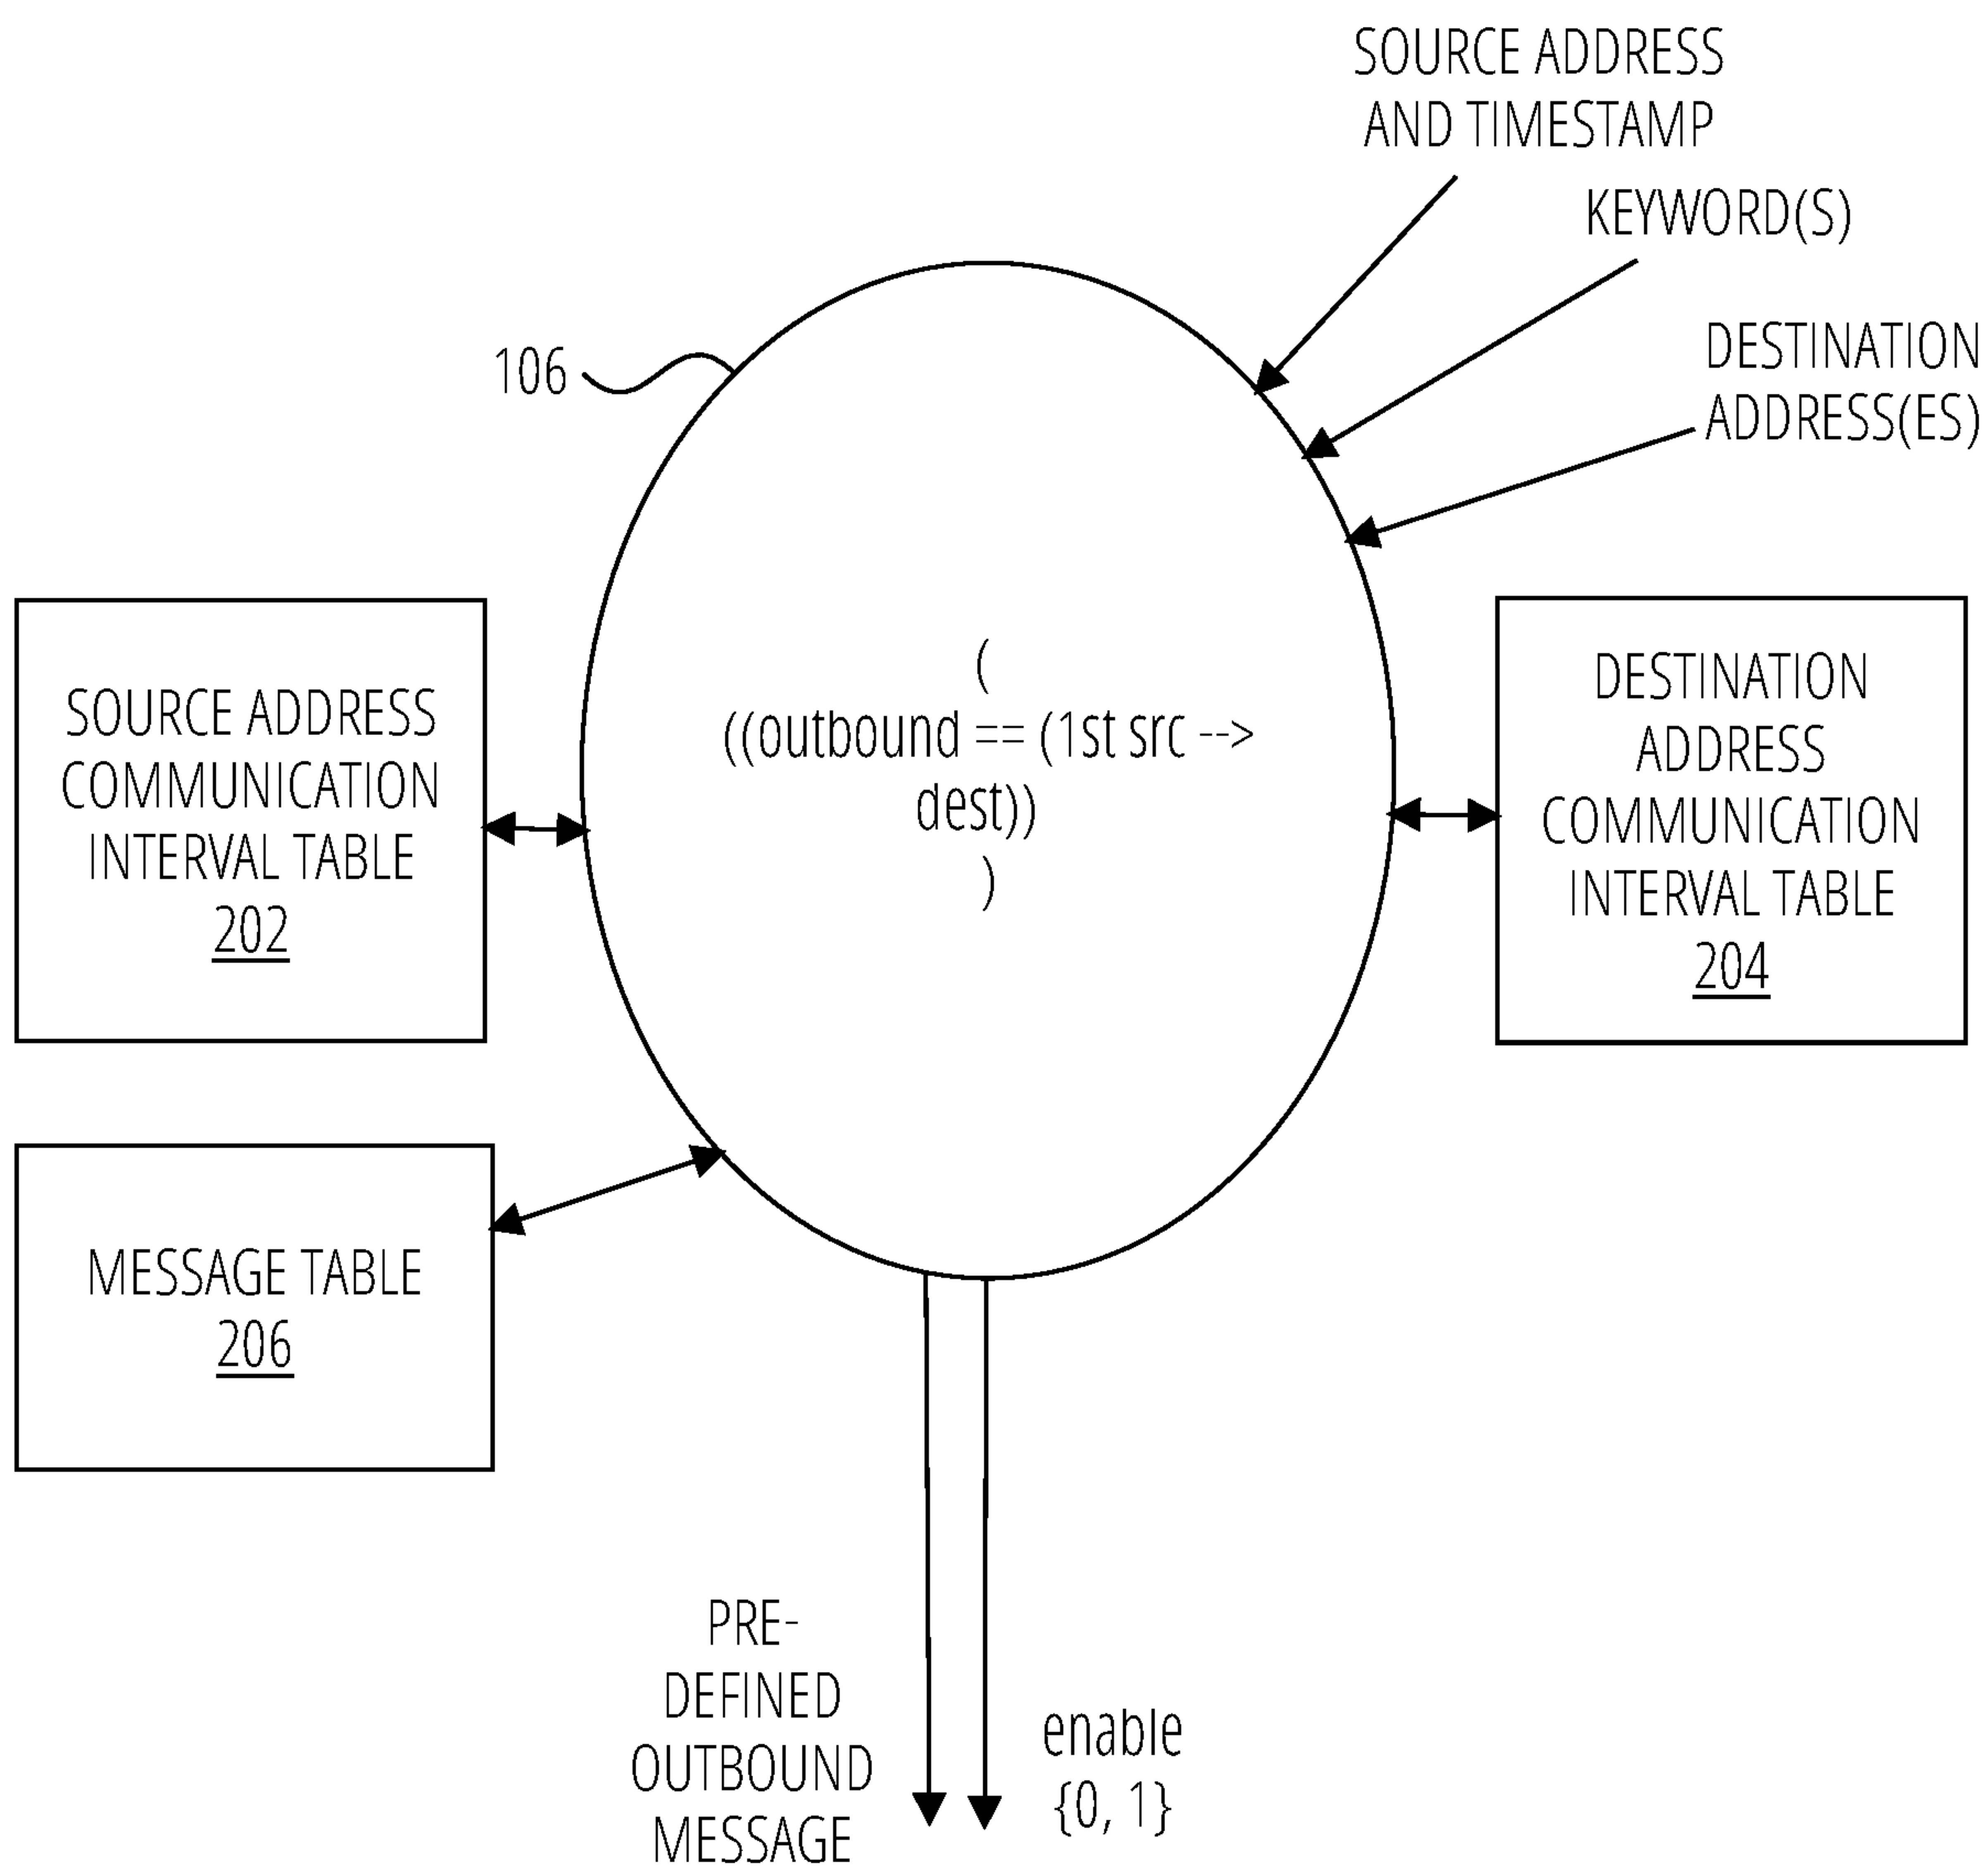 SOURCE ADDRESS
AND TIMESTAMP
KEYWORD(S)
DESTINATION
ADDRESS(ES)
106
(
((outbound == (1st src -->
dest))
)
SOURCE ADDRESS
COMMUNICATION
INTERVAL TABLE
202
DESTINATION
ADDRESS
COMMUNICATION
INTERVAL TABLE
204
MESSAGE TABLE
206
PRE-
DEFINED
OUTBOUND
MESSAGE
enable
{0, 1}